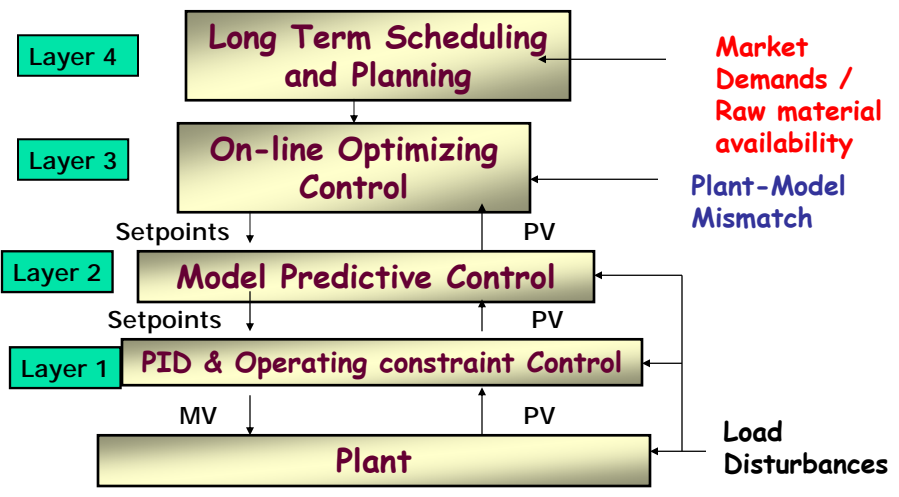 Layer 4
Long Term Scheduling
and Planning
Market
Demands /
Raw material
availability
Layer 3
On-line Optimizing
Control
Plant-Model
Mismatch
Setpoints
PV
Layer 2
Model Predictive Control
Setpoints
PV
Layer 1
PID & Operating constraint Control
MV
PV
Load
Disturbances
Plant